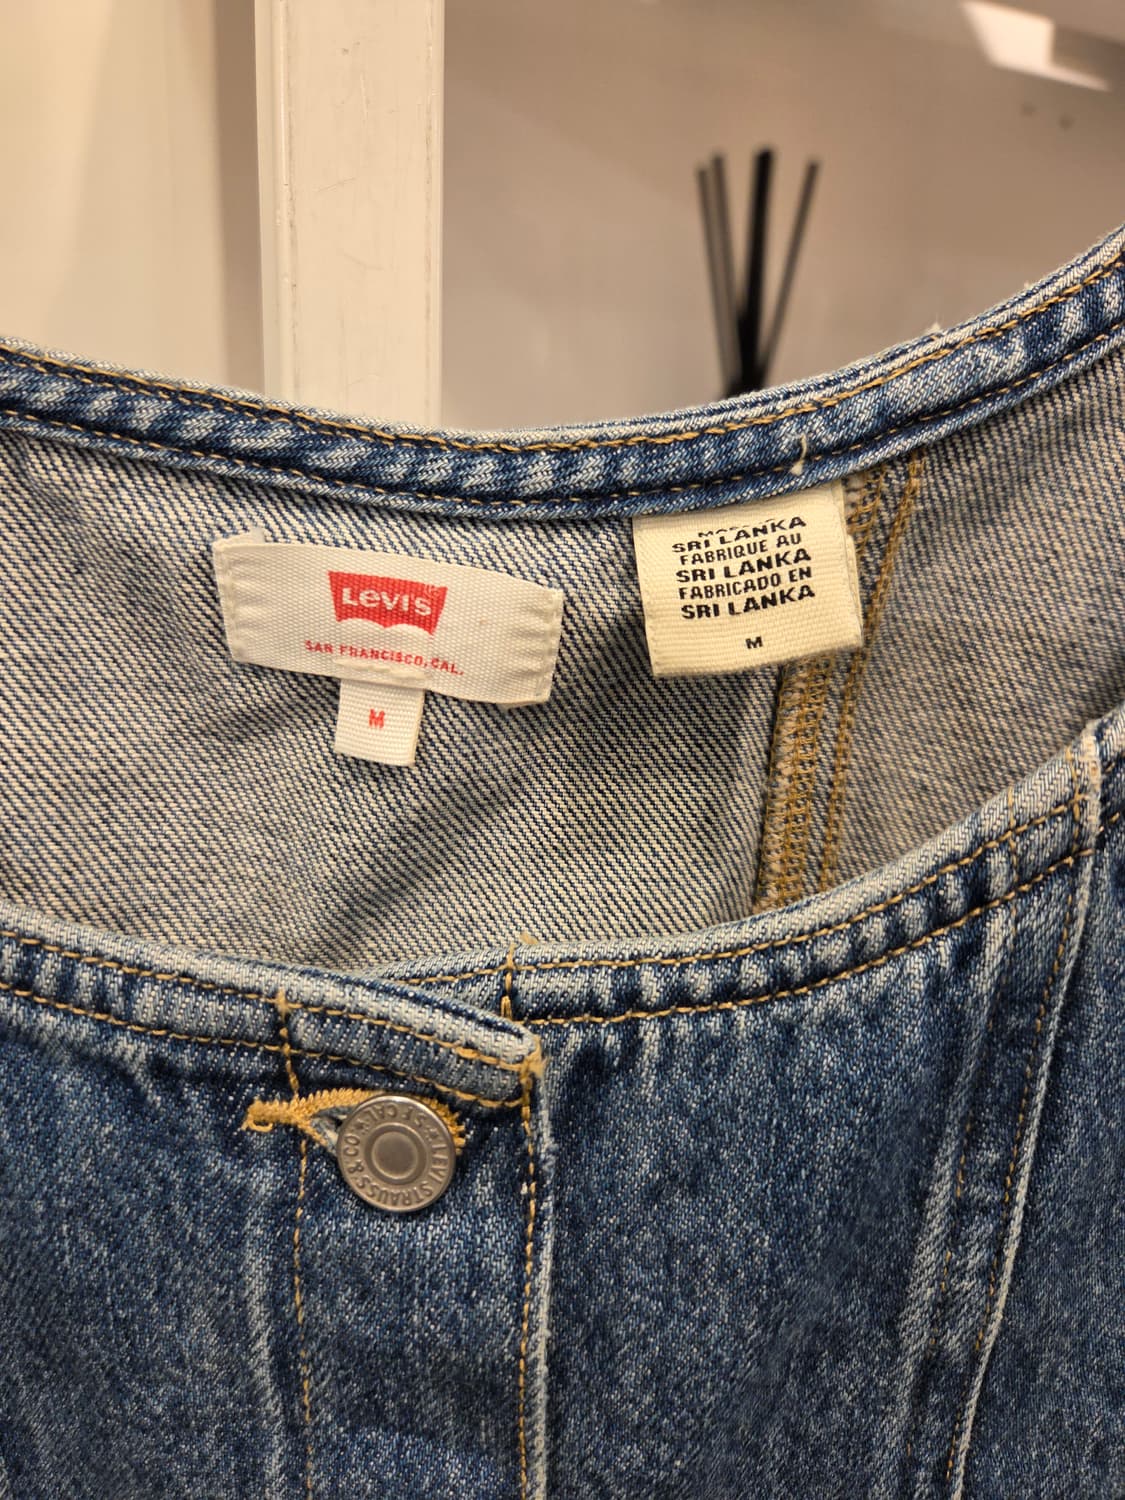 LEVI'S
SAN FRANCISCO, CAL.
M
SRI LANKA
FABRIQUE AU
SRI LANKA
FABRICADO EN
SRI LANKA
M
LEVI STRAUSS & CO S.F. CAL